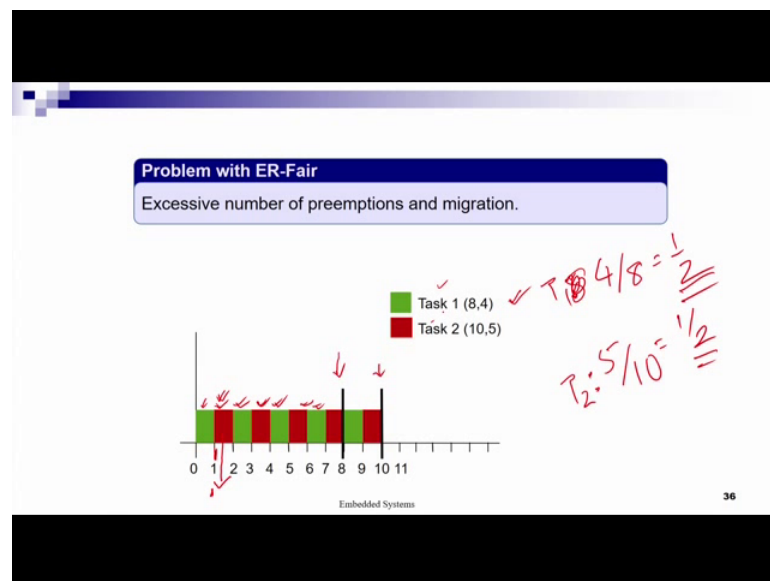 Problem with ER-Fair
Excessive number of preemptions and migration.
Task 1 (8,4)
Task 2 (10,5)
4/8 = 1/2
T2: 5/10 = 1/2
0 1 2 3 4 5 6 7 8 9 10 11
Embedded Systems
36